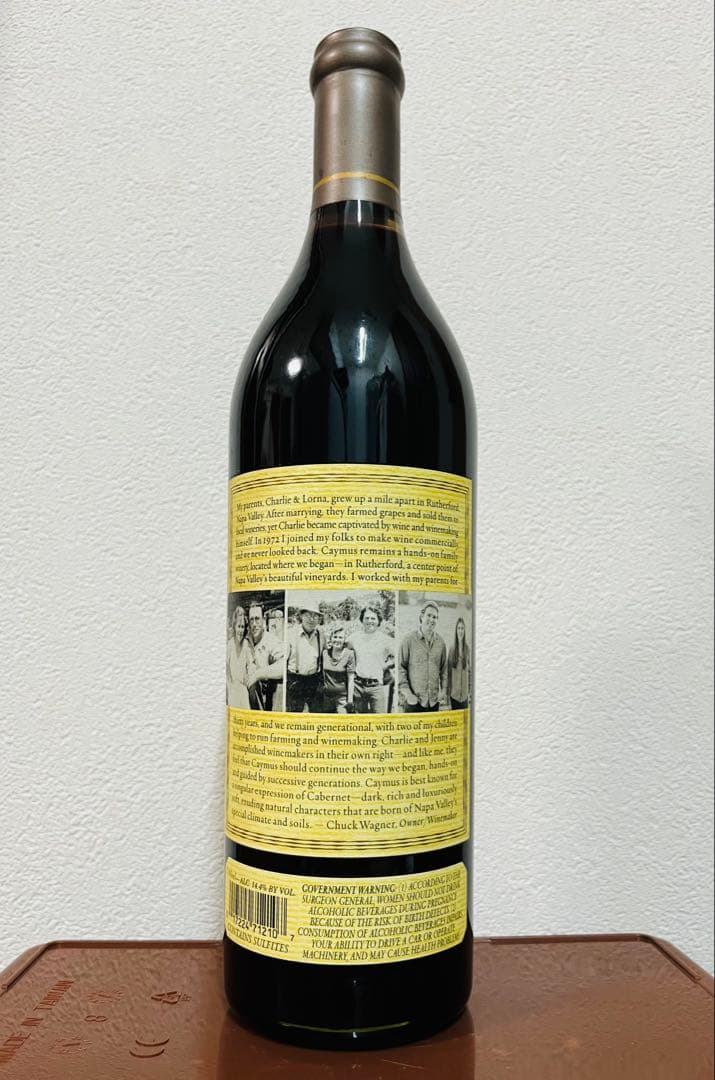 My parents, Charlie & Lorna, grew up a mile apart in Rutherford,
Napa Valley. After marrying, they farmed grapes and sold them to
local wineries, yet Charlie became captivated by wine and winemaking
himself. In 1972 I joined my folks to make wine commercially
and we never looked back. Caymus remains a hands-on family
winery, located where we began—in Rutherford, a center point of
Napa Valley's beautiful vineyards. I worked with my parents for
years, and we remain generational, with two of my children
helping to run farming and winemaking. Charlie and Jenny are
accomplished winemakers in their own right—and like me, they
feel that Caymus should continue the way we began, hands-on
and guided by successive generations. Caymus is best known for
a singular expression of Cabernet—dark, rich and luxuriously
soft, exuding natural characters that are born of Napa Valley's
special climate and soils. — Chuck Wagner, Owner/Winemaker
ALC. 14.4% BY VOL.
71210 7
CONTAINS SULFITES
GOVERNMENT WARNING: (1) ACCORDING TO THE
SURGEON GENERAL, WOMEN SHOULD NOT DRINK
ALCOHOLIC BEVERAGES DURING PREGNANCY
BECAUSE OF THE RISK OF BIRTH DEFECTS. (2)
CONSUMPTION OF ALCOHOLIC BEVERAGES IMPAIRS
YOUR ABILITY TO DRIVE A CAR OR OPERATE
MACHINERY, AND MAY CAUSE HEALTH PROBLEMS.
MADE IN TAIWAN